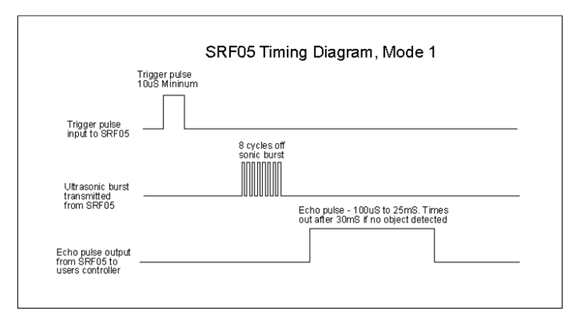 SRF05 Timing Diagram, Mode 1
Trigger pulse
10uS Mininum
Trigger pulse
input to SRF05
8 cycles off
sonic burst
Ultrasonic burst
transmitted
from SRF05
Echo pulse - 100uS to 25mS. Times
out after 30mS if no object detected
Echo pulse output
from SRF05 to
users controller